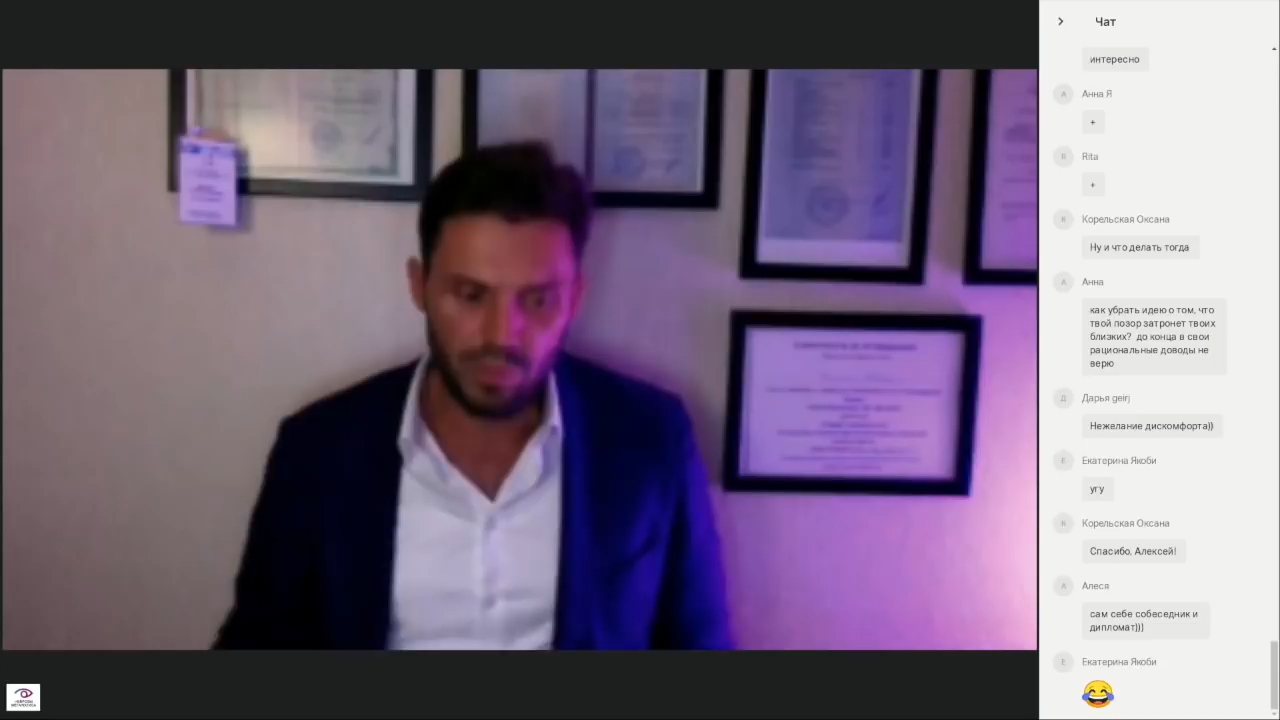 Чат
интересно
Анна Я
+
Rita
+
Корельская Оксана
Ну и что делать тогда
Анна
как убрать идею о том, что
твой позор затронет твоих
близких? до конца в свои
рациональные доводы не
верю
Дарья geirj
Нежелание дискомфорта))
Екатерина Якоби
угу
Корельская Оксана
Спасибо, Алексей!
Алеся
сам себе собеседник и
дипломат)))
Екатерина Якоби